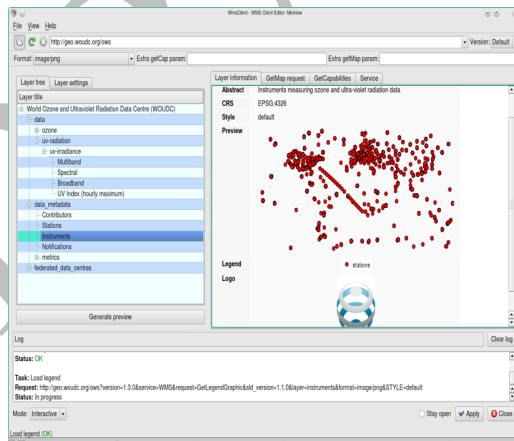 WmsClient - WMS Client Editor- Metview
File View Help
http://geo.woudc.org/ows
Version: Default
Format: image/png
Extra getCap param:
Extra getMap param:
Layer tree Layer settings
Layer title
World Ozone and Ultraviolet Radiation Data Centre (WOUDC)
data
ozone
uv-radiation
uv-irradiance
Multiband
Spectral
Broadband
UV Index (hourly maximum)
data_metadata
Contributors
Stations
Instruments
Notifications
metrics
federated_data_centres
Generate preview
Layer information GetMap request GetCapabilities Service
Abstract Instruments measuring ozone and ultra-violet radiation data
CRS EPSG:4326
Style default
Preview
Legend stations
Logo
Log
Clear log
Status: OK
Task: Load legend
Request: http://geo.woudc.org/ows?version=1.3.0&service=WMS&request=GetLegendGraphic&sld_version=1.1.0&layer=instruments&format=image/png&STYLE=default
Status: In progress
Mode: Interactive
Stay open Apply Close
Load legend (OK)